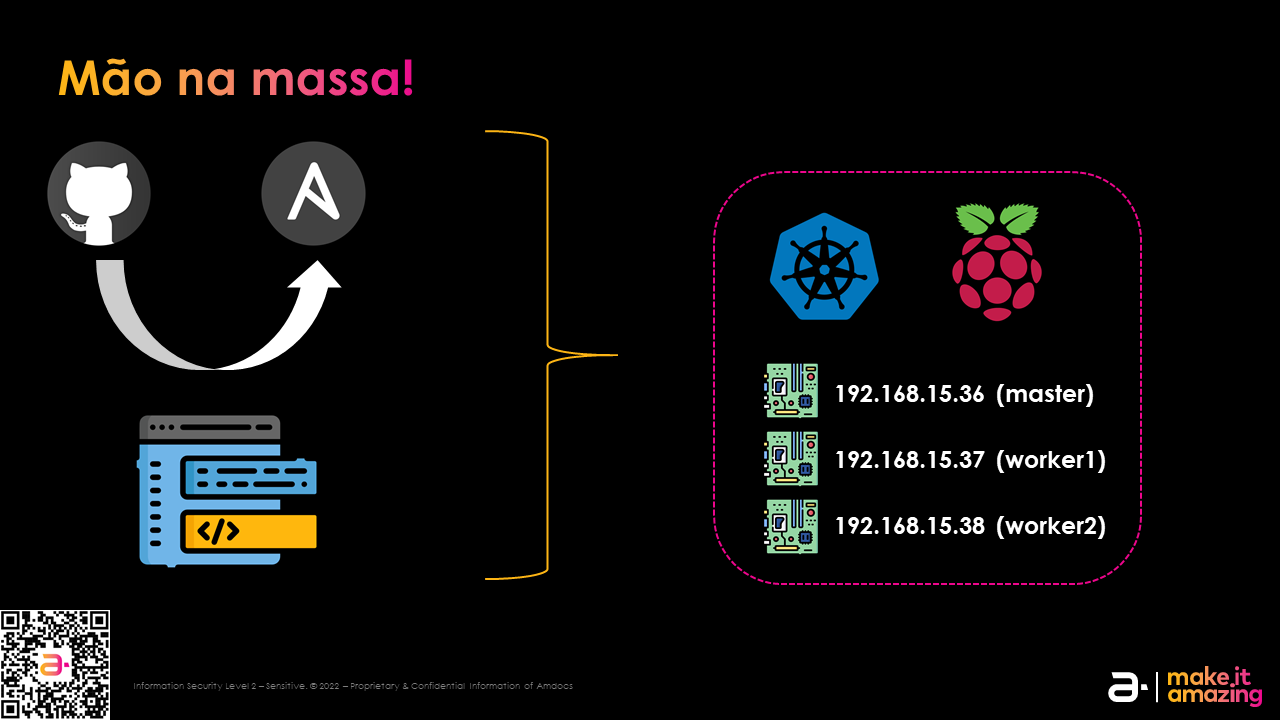 Mão na massa!
192.168.15.36 (master)
192.168.15.37 (worker1)
192.168.15.38 (worker2)
Information Security Level 2 – Sensitive. © 2022 – Proprietary & Confidential Information of Amdocs
make it
amazing